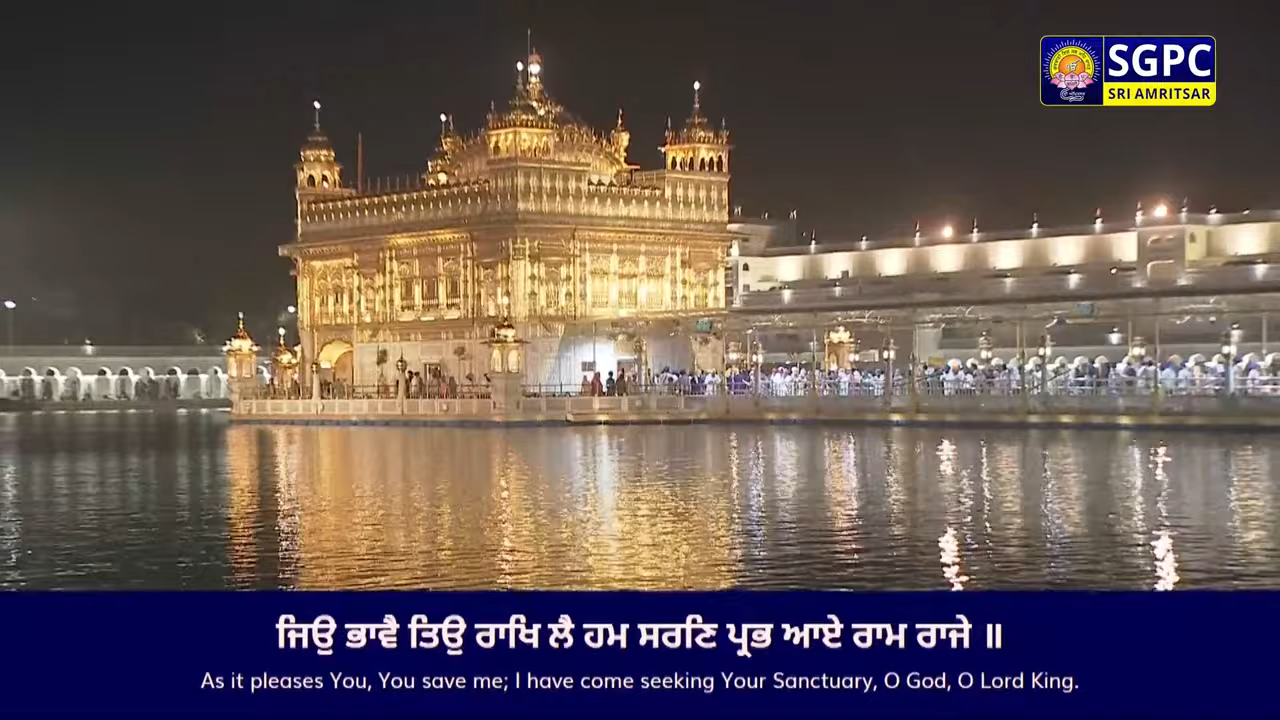 SGPC
SRI AMRITSAR
ਜਿਉ ਭਾਵੈ ਤਿਉ ਰਾਖਿ ਲੈ ਹਮ ਸਰਣਿ ਪ੍ਰਭ ਆਏ ਰਾਮ ਰਾਜੇ ॥
As it pleases You, You save me; I have come seeking Your Sanctuary, O God, O Lord King.